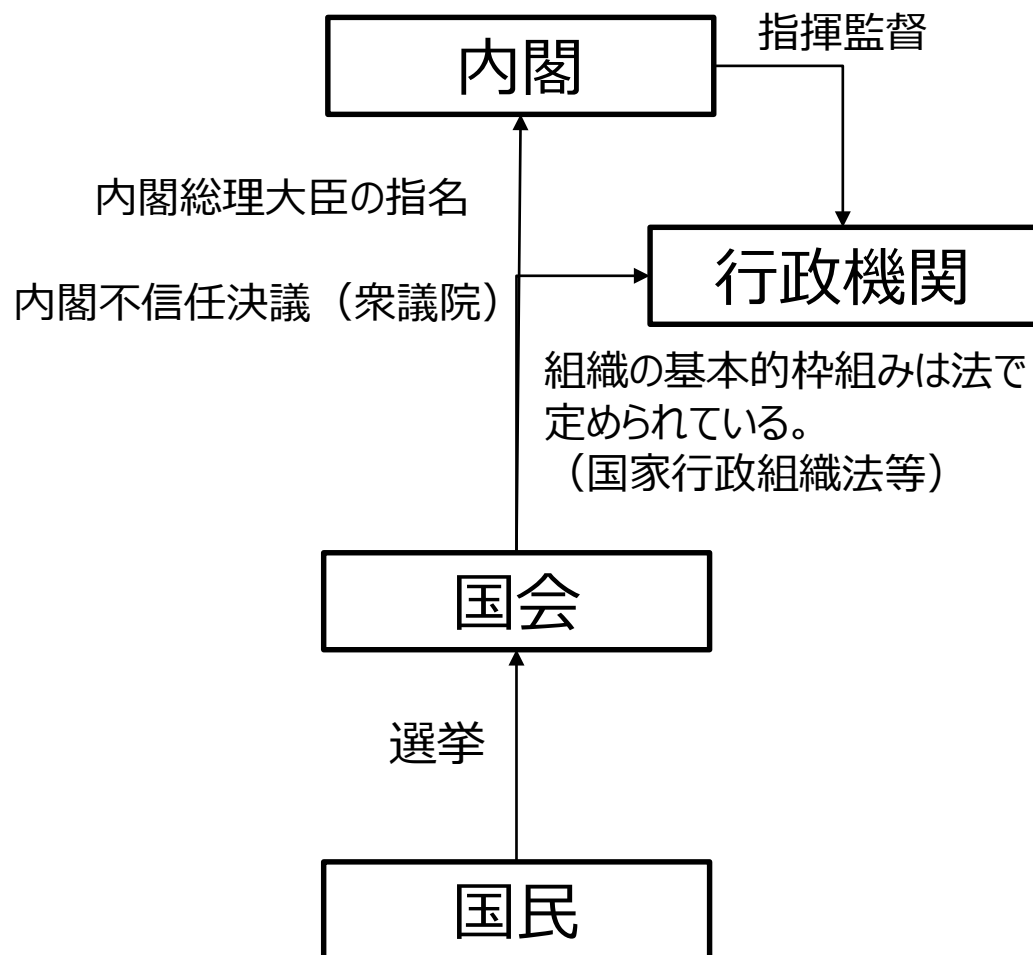 内閣
指揮監督
内閣総理大臣の指名
行政機関
内閣不信任決議（衆議院）
組織の基本的枠組みは法で
定められている。
（国家行政組織法等）
国会
選挙
国民